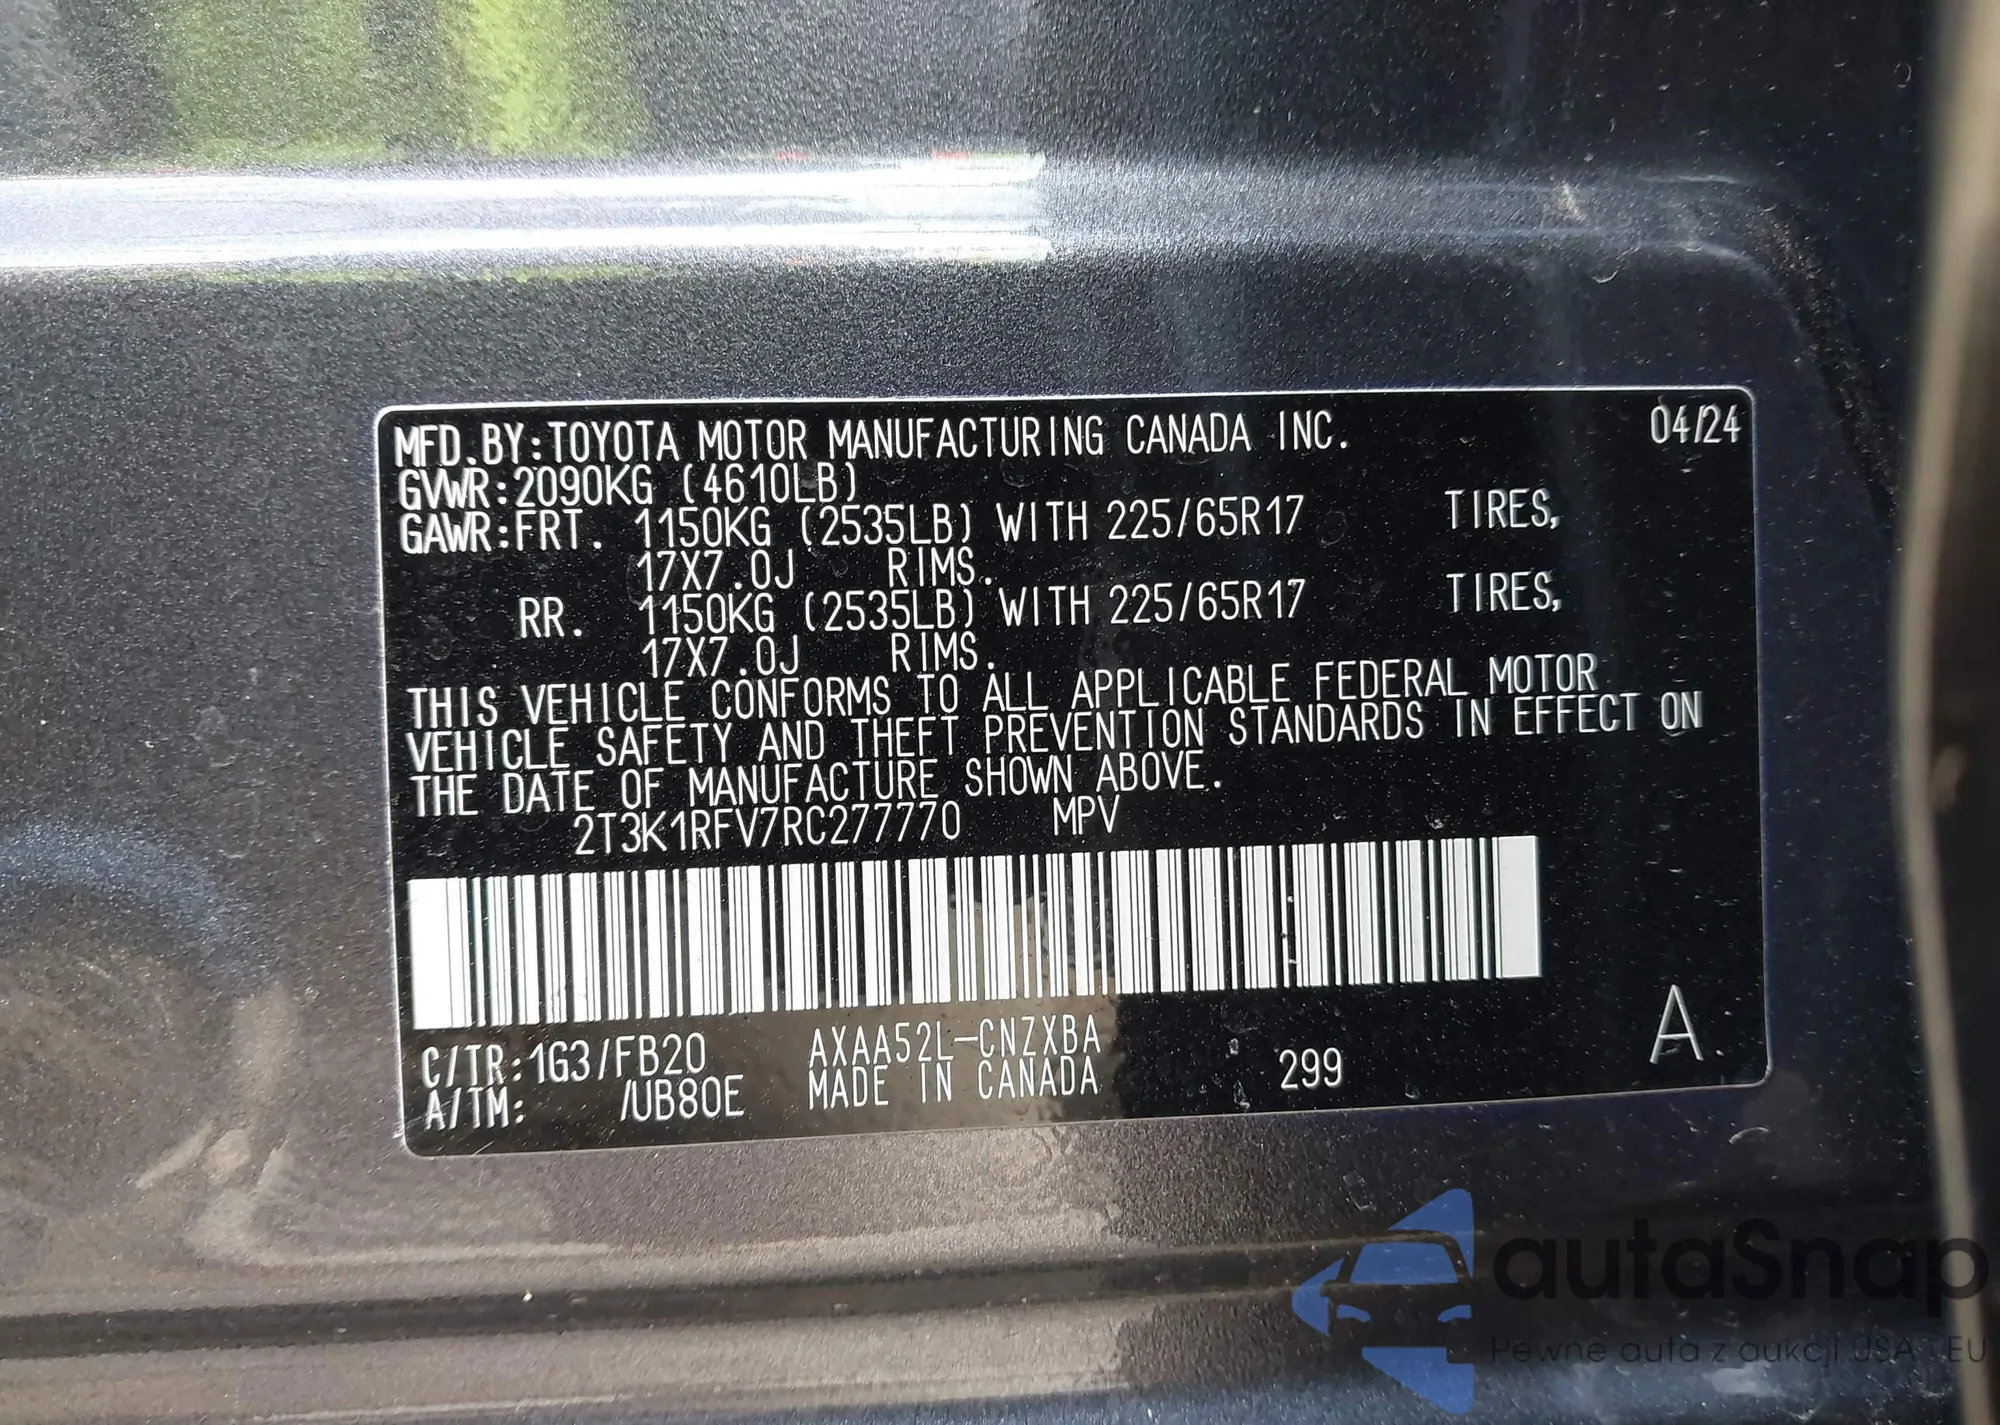 MFD.BY:TOYOTA MOTOR MANUFACTURING CANADA INC. 04/24
GVWR:2090KG (4610LB)
GAWR:FRT. 1150KG (2535LB) WITH 225/65R17 TIRES,
17X7.0J RIMS.
RR. 1150KG (2535LB) WITH 225/65R17 TIRES,
17X7.0J RIMS.
THIS VEHICLE CONFORMS TO ALL APPLICABLE FEDERAL MOTOR
VEHICLE SAFETY AND THEFT PREVENTION STANDARDS IN EFFECT ON
THE DATE OF MANUFACTURE SHOWN ABOVE.
2T3K1RFV7RC277770 MPV
C/TR:1G3/FB20 AXAA52L-CNZXBA
A/TM: /UB80E MADE IN CANADA 299 A
autaSnap
Pewne auta z aukcji USA i EU